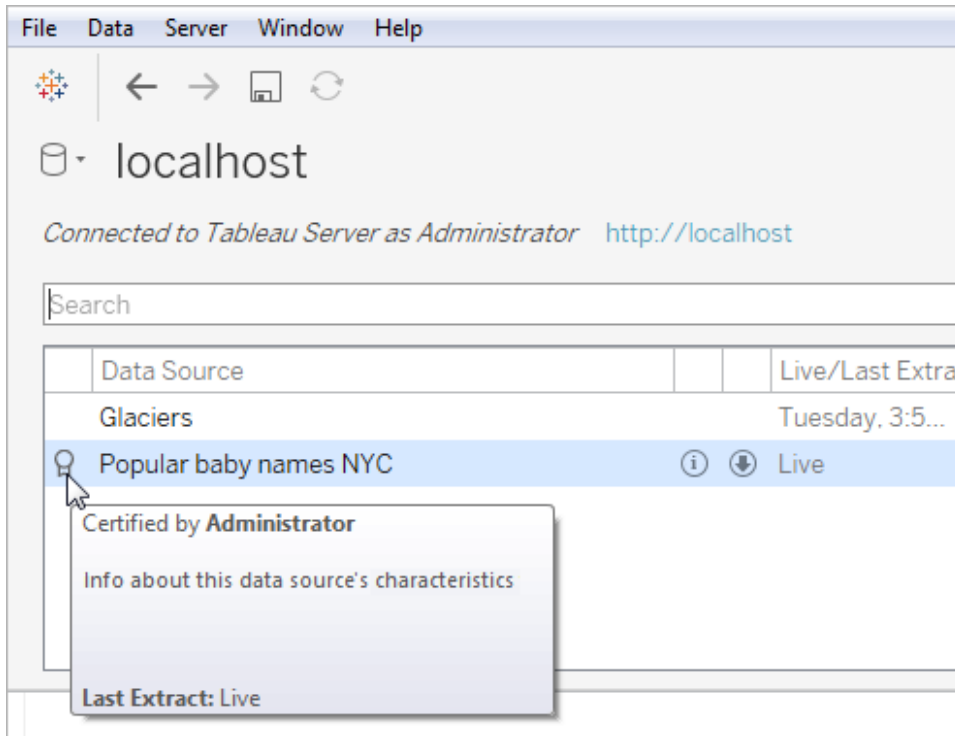 File Data Server Window Help
localhost
Connected to Tableau Server as Administrator http://localhost
Search
Data Source Live/Last Extra
Glaciers Tuesday, 3:5...
Popular baby names NYC Live
Certified by Administrator
Info about this data source's characteristics
Last Extract: Live